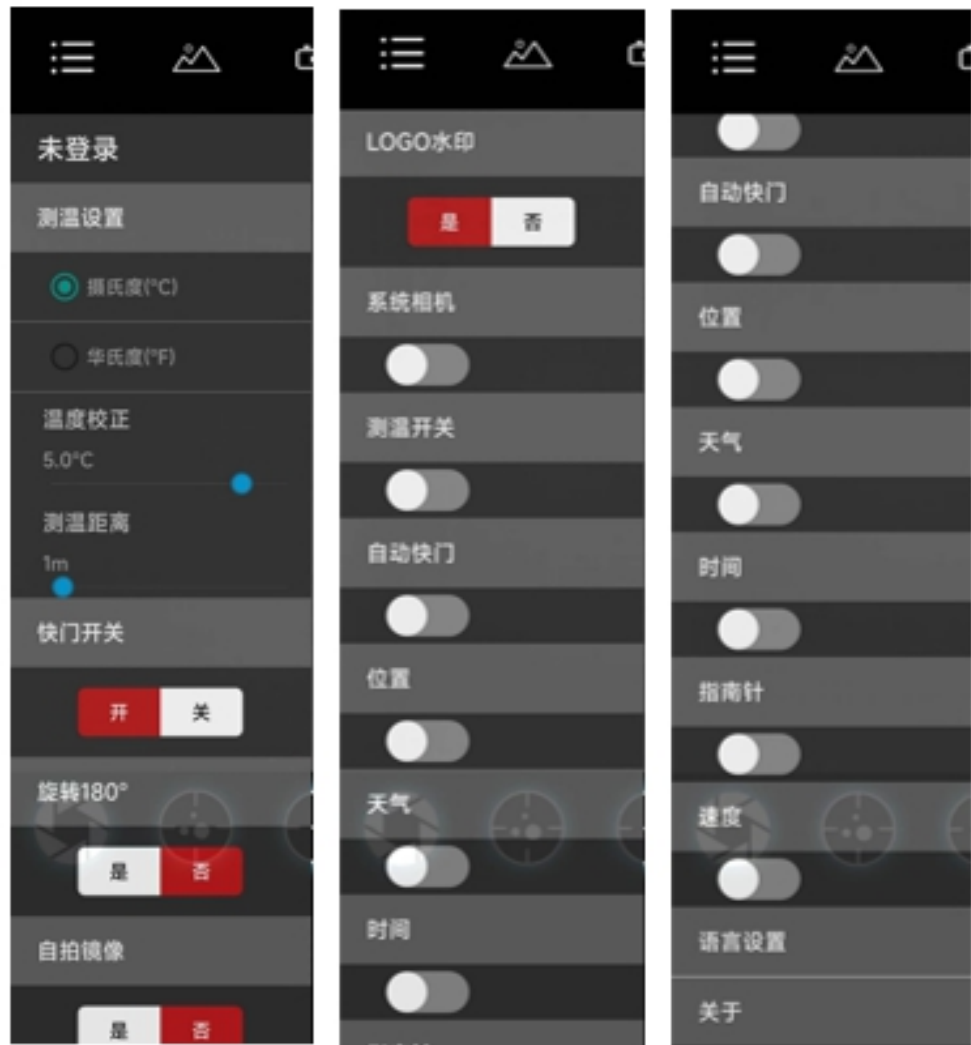 未登录
测温设置
摄氏度(°C)
华氏度(°F)
温度校正
5.0°C
测温距离
1m
快门开关
开 关
旋转180°
是 否
自拍镜像
是 否
LOGO水印
是 否
系统相机
测温开关
自动快门
位置
天气
时间
自动快门
位置
天气
时间
指南针
速度
语言设置
关于